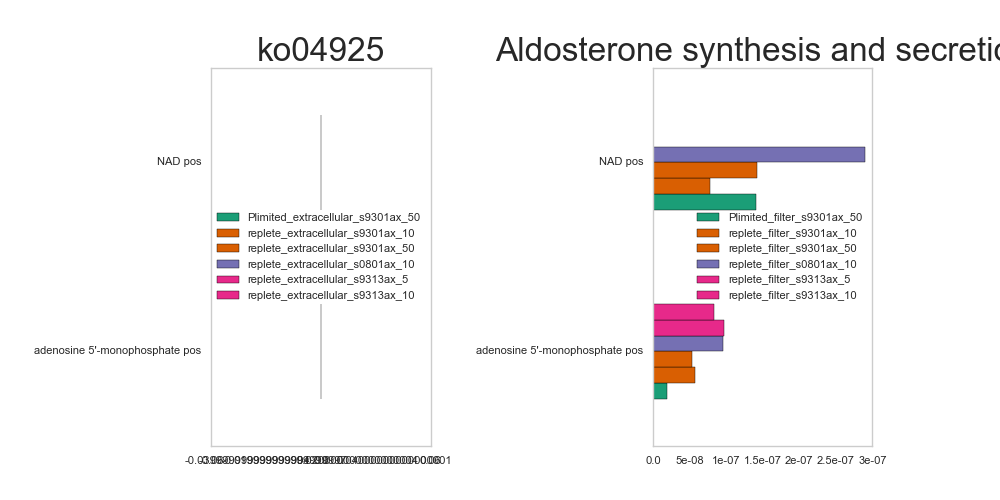 ko04925
Aldosterone synthesis and secretio
NAD pos
Plimited_extracellular_s9301ax_50
replete_extracellular_s9301ax_10
replete_extracellular_s9301ax_50
replete_extracellular_s0801ax_10
replete_extracellular_s9313ax_5
replete_extracellular_s9313ax_10
adenosine 5'-monophosphate pos
NAD pos
Plimited_filter_s9301ax_50
replete_filter_s9301ax_10
replete_filter_s9301ax_50
replete_filter_s0801ax_10
replete_filter_s9313ax_5
replete_filter_s9313ax_10
adenosine 5'-monophosphate pos
0.0 5e-08 1e-07 1.5e-07 2e-07 2.5e-07 3e-07